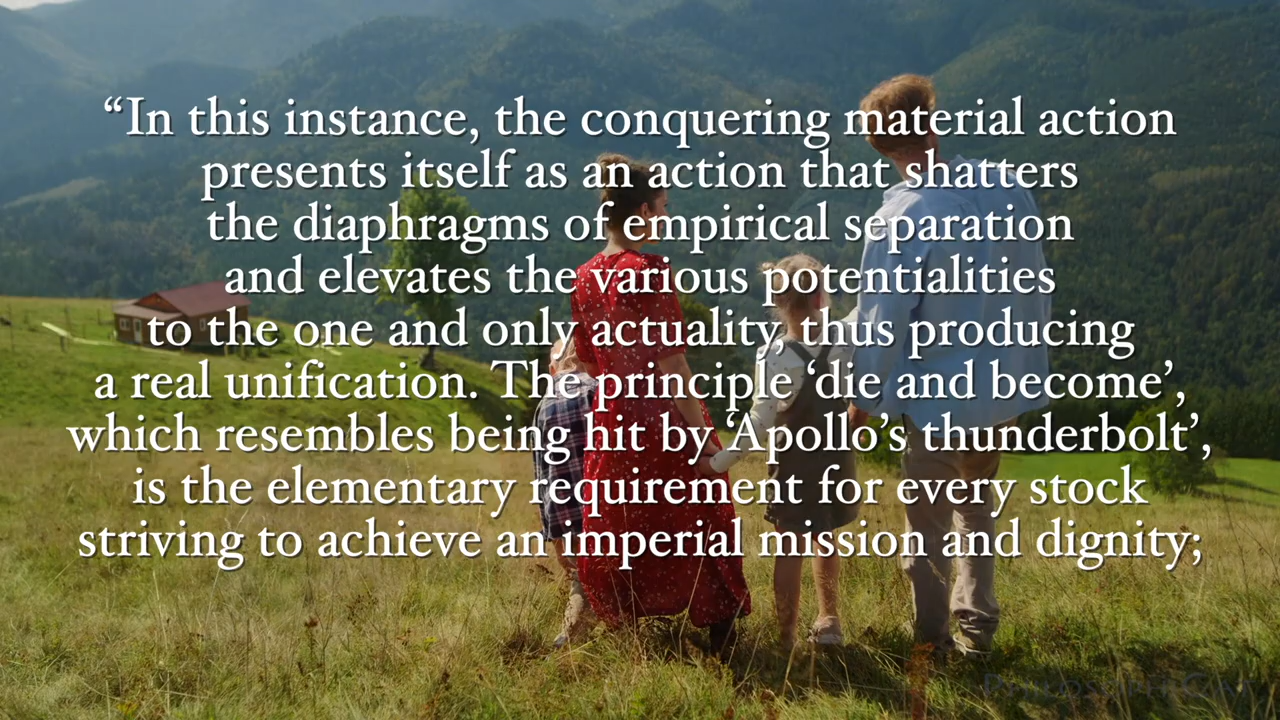 “In this instance, the conquering material action
presents itself as an action that shatters
the diaphragms of empirical separation
and elevates the various potentialities
to the one and only actuality, thus producing
a real unification. The principle ‘die and become’,
which resembles being hit by ‘Apollo’s thunderbolt’,
is the elementary requirement for every stock
striving to achieve an imperial mission and dignity;